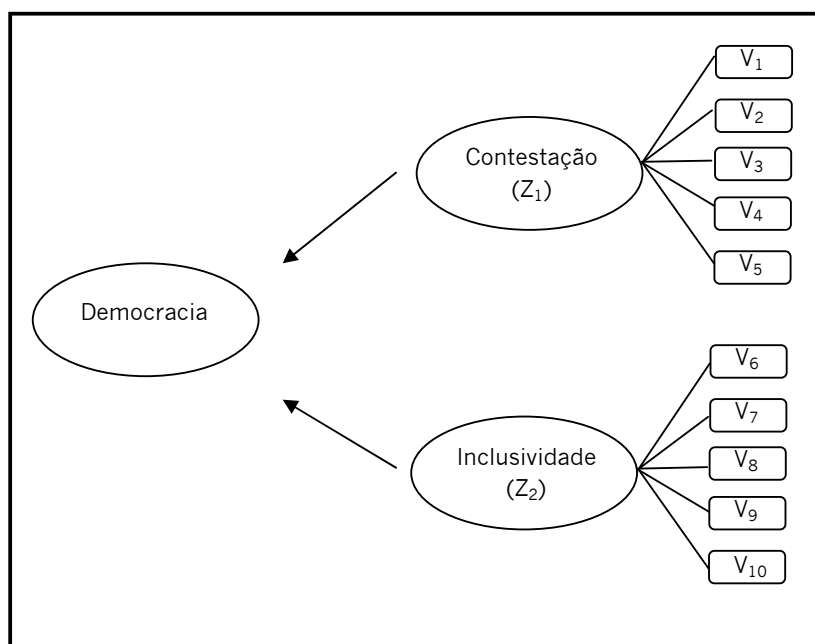 V₁
V₂
Contestação
(Z₁)
V₃
V₄
V₅
Democracia
V₆
V₇
Inclusividade
(Z₂)
V₈
V₉
V₁₀